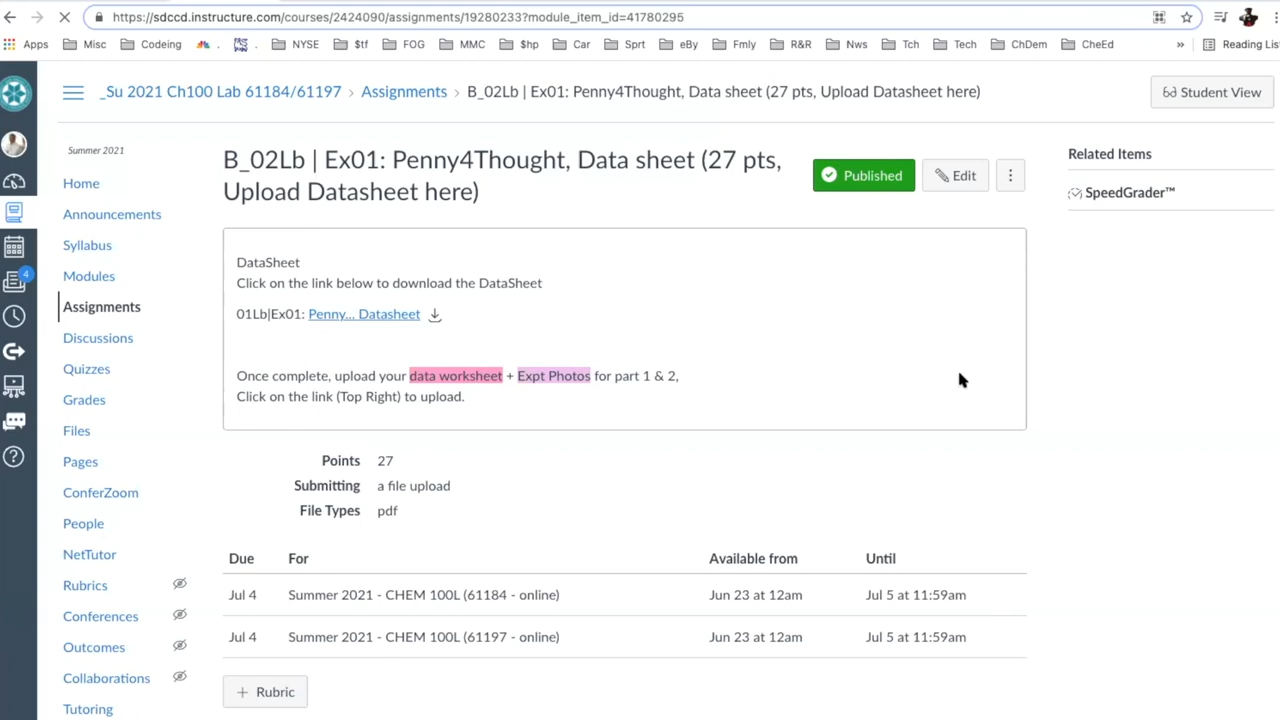 https://sdccd.instructure.com/courses/2424090/assignments/19280233?module_item_id=41780295
Apps Misc Codeing . . NYSE $tf FOG MMC $hp Car Sprt eBy Fmly R&R Nws Tch Tech ChDem CheEd » Reading List
_Su 2021 Ch100 Lab 61184/61197 › Assignments › B_02Lb | Ex01: Penny4Thought, Data sheet (27 pts, Upload Datasheet here)
Student View
Summer 2021
Home
Announcements
Syllabus
Modules
Assignments
Discussions
Quizzes
Grades
Files
Pages
ConferZoom
People
NetTutor
Rubrics
Conferences
Outcomes
Collaborations
Tutoring
4
B_02Lb | Ex01: Penny4Thought, Data sheet (27 pts,
Upload Datasheet here)
Published
Edit
DataSheet
Click on the link below to download the DataSheet
01Lb|Ex01: Penny... Datasheet
Once complete, upload your data worksheet + Expt Photos for part 1 & 2,
Click on the link (Top Right) to upload.
Points 27
Submitting a file upload
File Types pdf
Due For Available from Until
Jul 4 Summer 2021 - CHEM 100L (61184 - online) Jun 23 at 12am Jul 5 at 11:59am
Jul 4 Summer 2021 - CHEM 100L (61197 - online) Jun 23 at 12am Jul 5 at 11:59am
+ Rubric
Related Items
SpeedGrader™